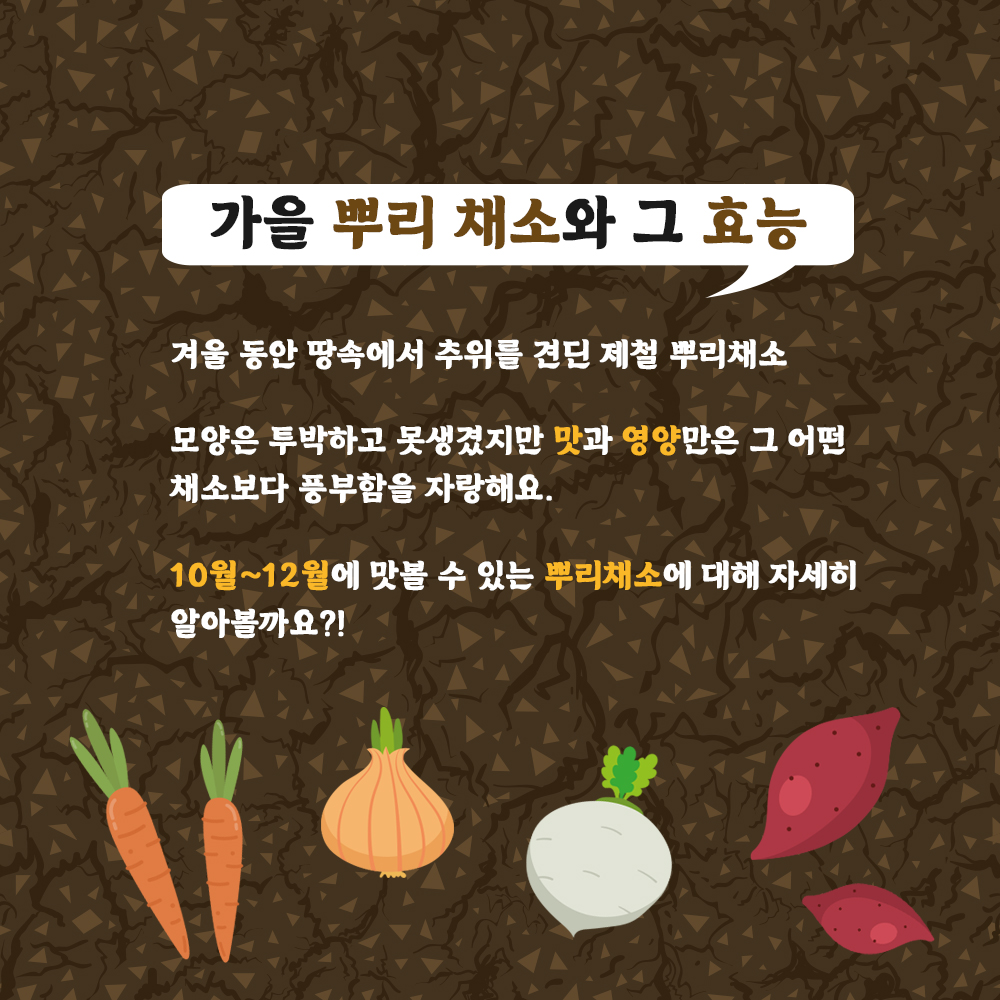 가을 뿌리 채소와 그 효능
겨울 동안 땅속에서 추위를 견딘 제철 뿌리채소
모양은 투박하고 못생겼지만 맛과 영양만은 그 어떤
채소보다 풍부함을 자랑해요.
10월~12월에 맛볼 수 있는 뿌리채소에 대해 자세히
알아볼까요?!